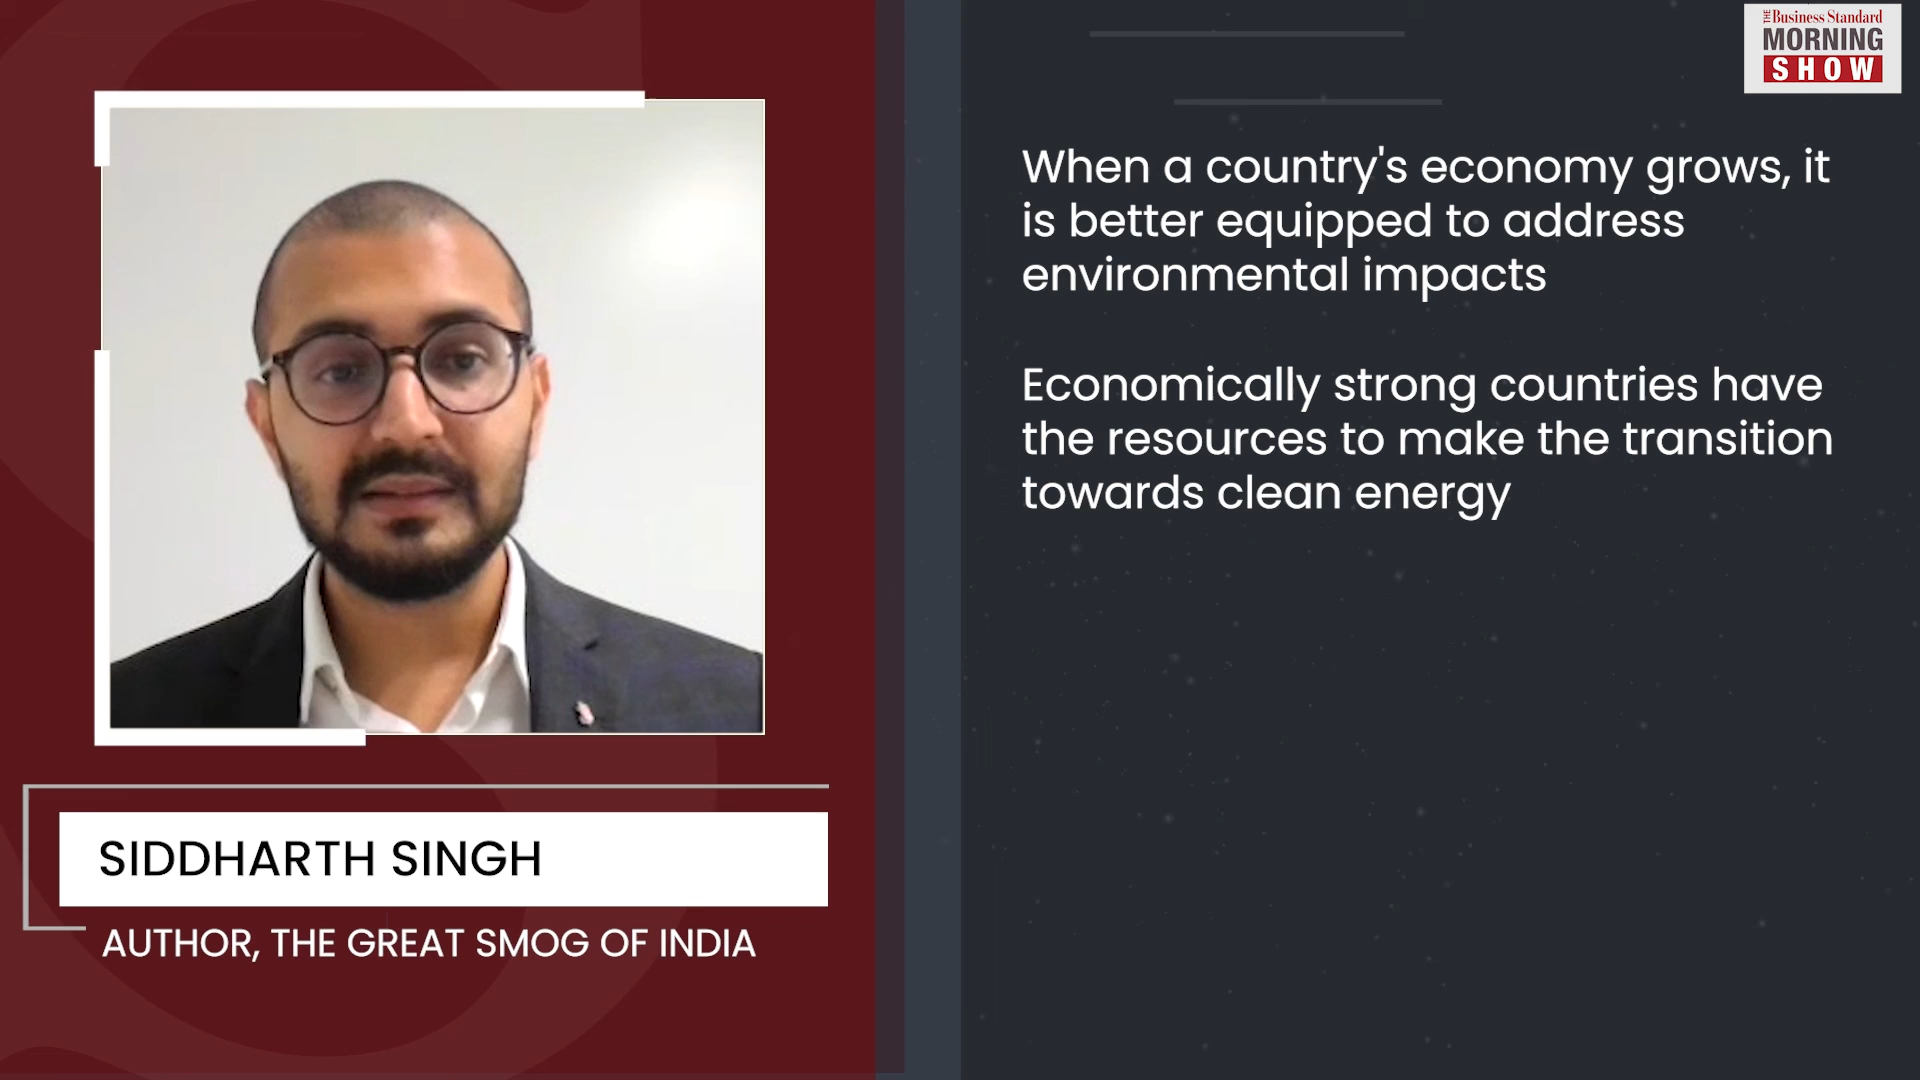 THE Business Standard
MORNING
SHOW
When a country's economy grows, it
is better equipped to address
environmental impacts
Economically strong countries have
the resources to make the transition
towards clean energy
SIDDHARTH SINGH
AUTHOR, THE GREAT SMOG OF INDIA